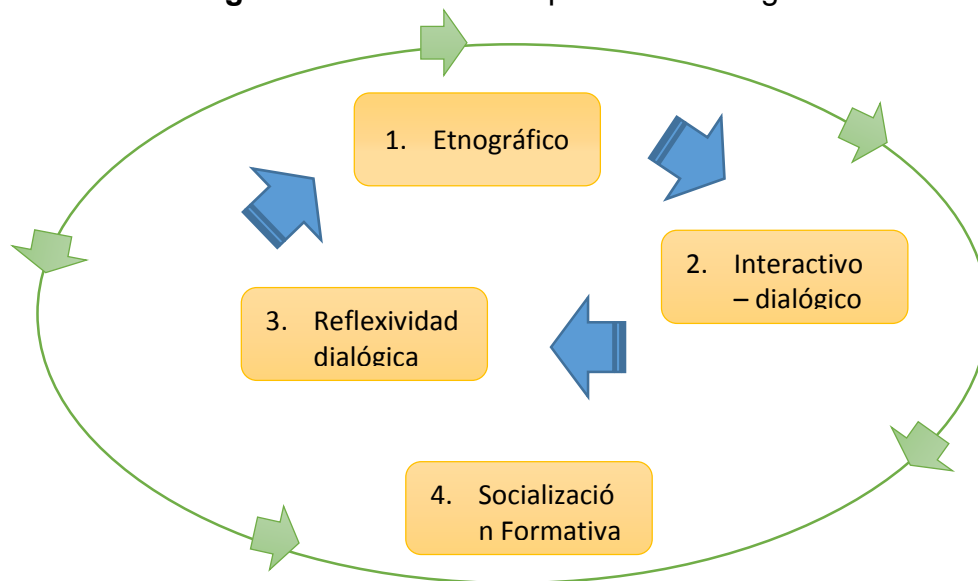 1. Etnográfico
2. Interactivo
– dialógico
3. Reflexividad
dialógica
4. Socializació
n Formativa